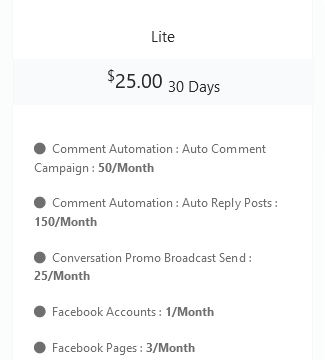 Lite
$25.00 30 Days
Comment Automation : Auto Comment
Campaign : 50/Month
Comment Automation : Auto Reply Posts :
150/Month
Conversation Promo Broadcast Send :
25/Month
Facebook Accounts : 1/Month
Facebook Pages : 3/Month